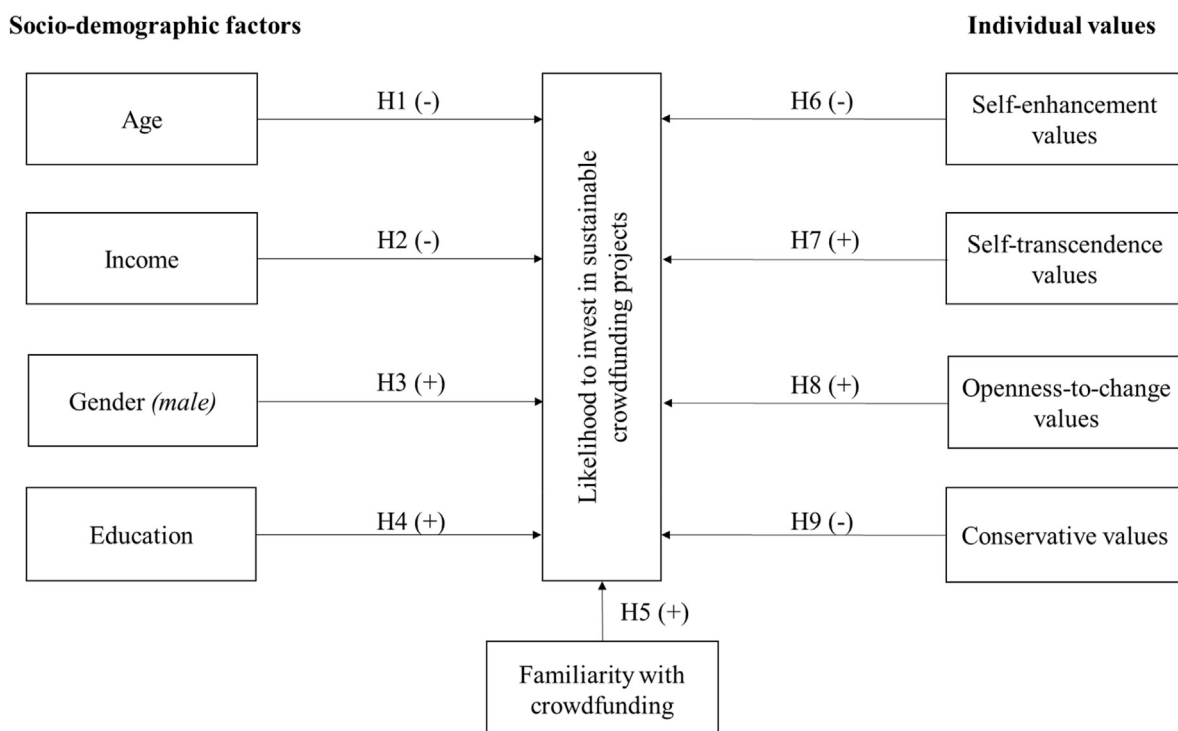 Socio-demographic factors
Individual values
Age
H1 (-)
H6 (-)
Self-enhancement
values
Income
H2 (-)
H7 (+)
Self-transcendence
values
Gender (male)
H3 (+)
H8 (+)
Openness-to-change
values
Education
H4 (+)
H9 (-)
Conservative values
Likelihood to invest in sustainable
crowdfunding projects
H5 (+)
Familiarity with
crowdfunding